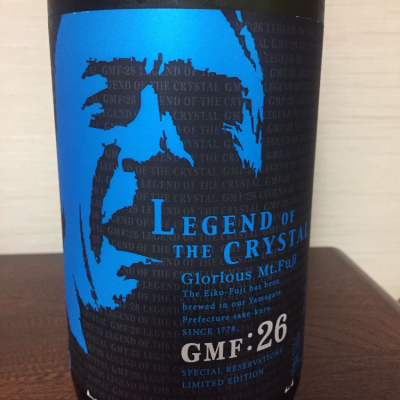 LEGEND OF
THE CRYSTAL
Glorious Mt.Fuji
The Eiko-Fuji has been
brewed in our Yamagata
Prefecture sake-kura.
SINCE 1778.
GMF:26
SPECIAL RESERVATIONS
LIMITED EDITION